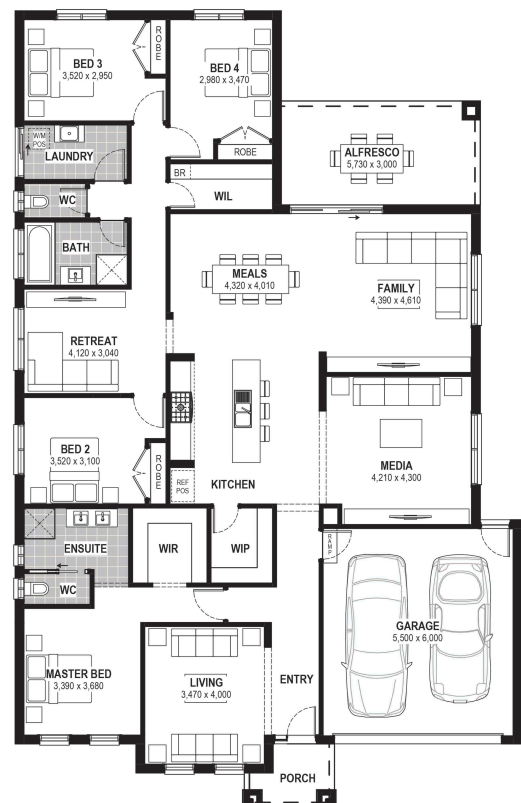 BED 3
3,520 x 2,950
ROBE
BED 4
2,980 x 3,470
ROBE
W/M
POS
LAUNDRY
ALFRESCO
5,730 x 3,000
BR
WIL
WC
BATH
MEALS
4,320 x 4,010
FAMILY
4,390 x 4,610
RETREAT
4,120 x 3,040
BED 2
3,520 x 3,100
ROBE
REF
POS
KITCHEN
MEDIA
4,210 x 4,300
ENSUITE
WIR
WIP
RAMP
WC
GARAGE
5,500 x 6,000
MASTER BED
3,390 x 3,680
LIVING
3,470 x 4,000
ENTRY
PORCH